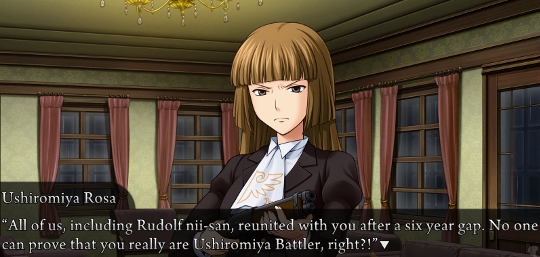 Ushiromiya Rosa
“All of us, including Rudolf nii-san, reunited with you after a six year gap. No one
can prove that you really are Ushiromiya Battler, right?!”▼